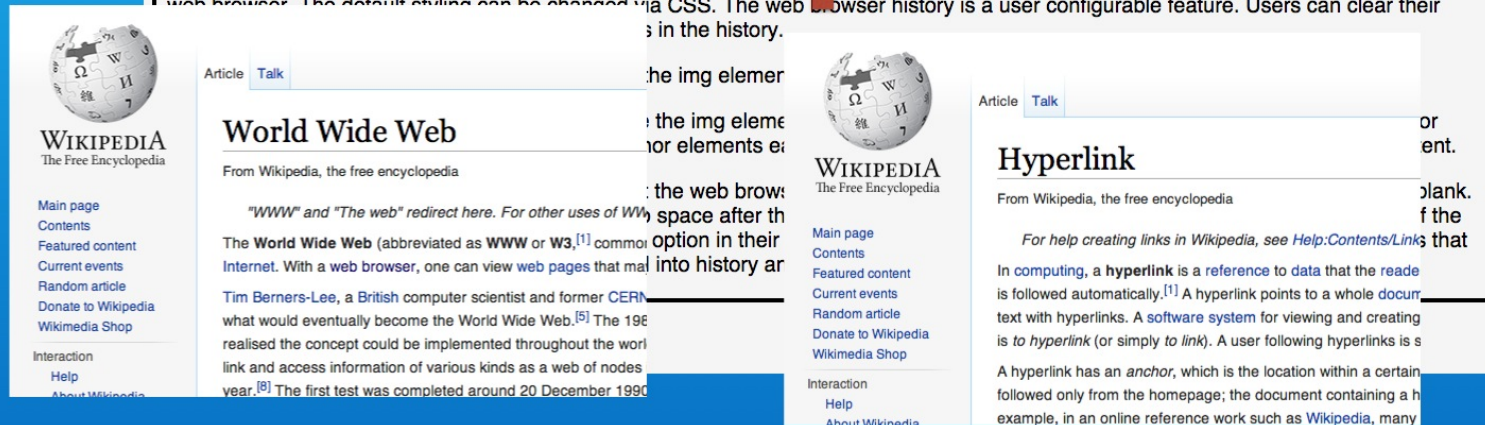 web browser. The default styling can be changed via CSS. The web browser history is a user configurable feature. Users can clear their
s in the history.
the img elemen
the img eleme
or
nor elements ea
ent.
the web brows
blank.
space after th
f the
option in their
s that
into history an
WIKIPEDIA
The Free Encyclopedia
Main page
Contents
Featured content
Current events
Random article
Donate to Wikipedia
Wikimedia Shop
Interaction
Help
About Wikipedia
Article Talk
World Wide Web
From Wikipedia, the free encyclopedia
"WWW" and "The web" redirect here. For other uses of WW
The World Wide Web (abbreviated as WWW or W3,[1] common
Internet. With a web browser, one can view web pages that may
Tim Berners-Lee, a British computer scientist and former CERN
what would eventually become the World Wide Web.[5] The 198
realised the concept could be implemented throughout the worl
link and access information of various kinds as a web of nodes
year.[8] The first test was completed around 20 December 1990
WIKIPEDIA
The Free Encyclopedia
Main page
Contents
Featured content
Current events
Random article
Donate to Wikipedia
Wikimedia Shop
Interaction
Help
About Wikipedia
Article Talk
Hyperlink
From Wikipedia, the free encyclopedia
For help creating links in Wikipedia, see Help:Contents/Link
In computing, a hyperlink is a reference to data that the reade
is followed automatically.[1] A hyperlink points to a whole docum
text with hyperlinks. A software system for viewing and creating
is to hyperlink (or simply to link). A user following hyperlinks is s
A hyperlink has an anchor, which is the location within a certain
followed only from the homepage; the document containing a h
example, in an online reference work such as Wikipedia, many